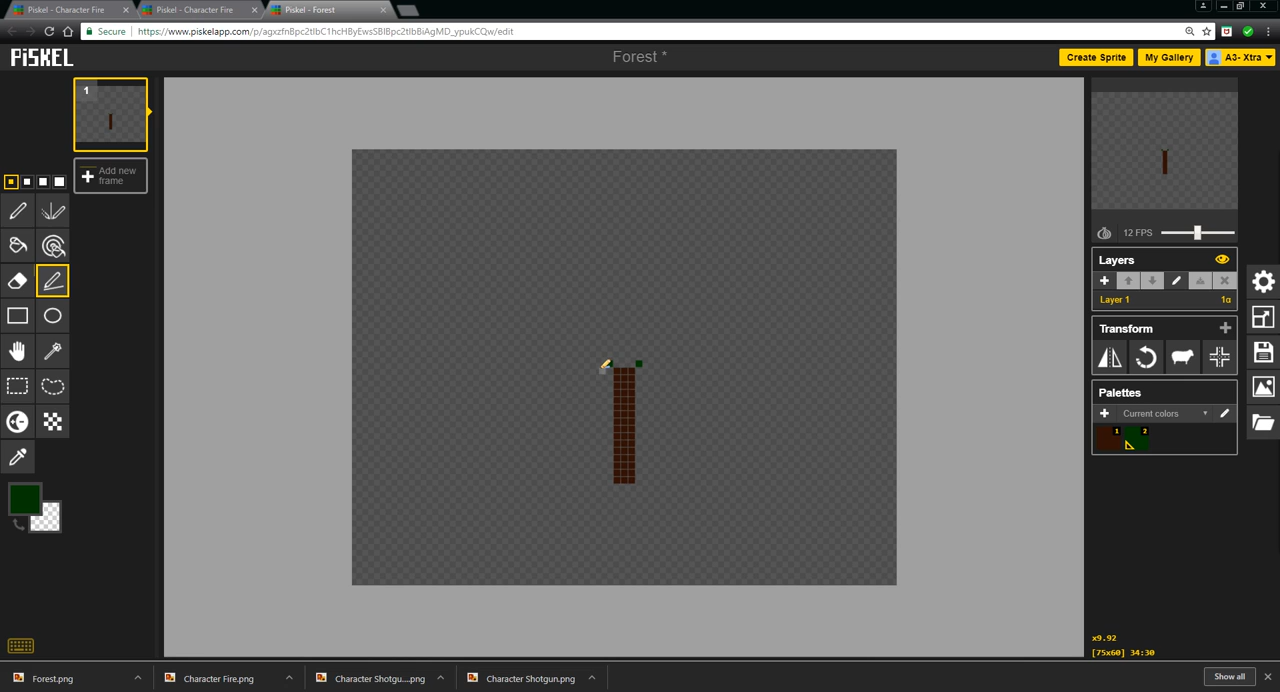 Piskel - Character Fire
Piskel - Character Fire
Piskel - Forest
Secure
https://www.piskelapp.com/p/agxzfnBpc2tlbC1hcHByEwsSBlBpc2tlbBiAgMD_ypukCQw/edit
PiSKEL
Forest *
Create Sprite
My Gallery
A3- Xtra
1
Add new
frame
12 FPS
Layers
Layer 1
1α
Transform
Palettes
Current colors
1
2
x9.92
[75x60] 34:30
Forest.png
Character Fire.png
Character Shotgu....png
Character Shotgun.png
Show all